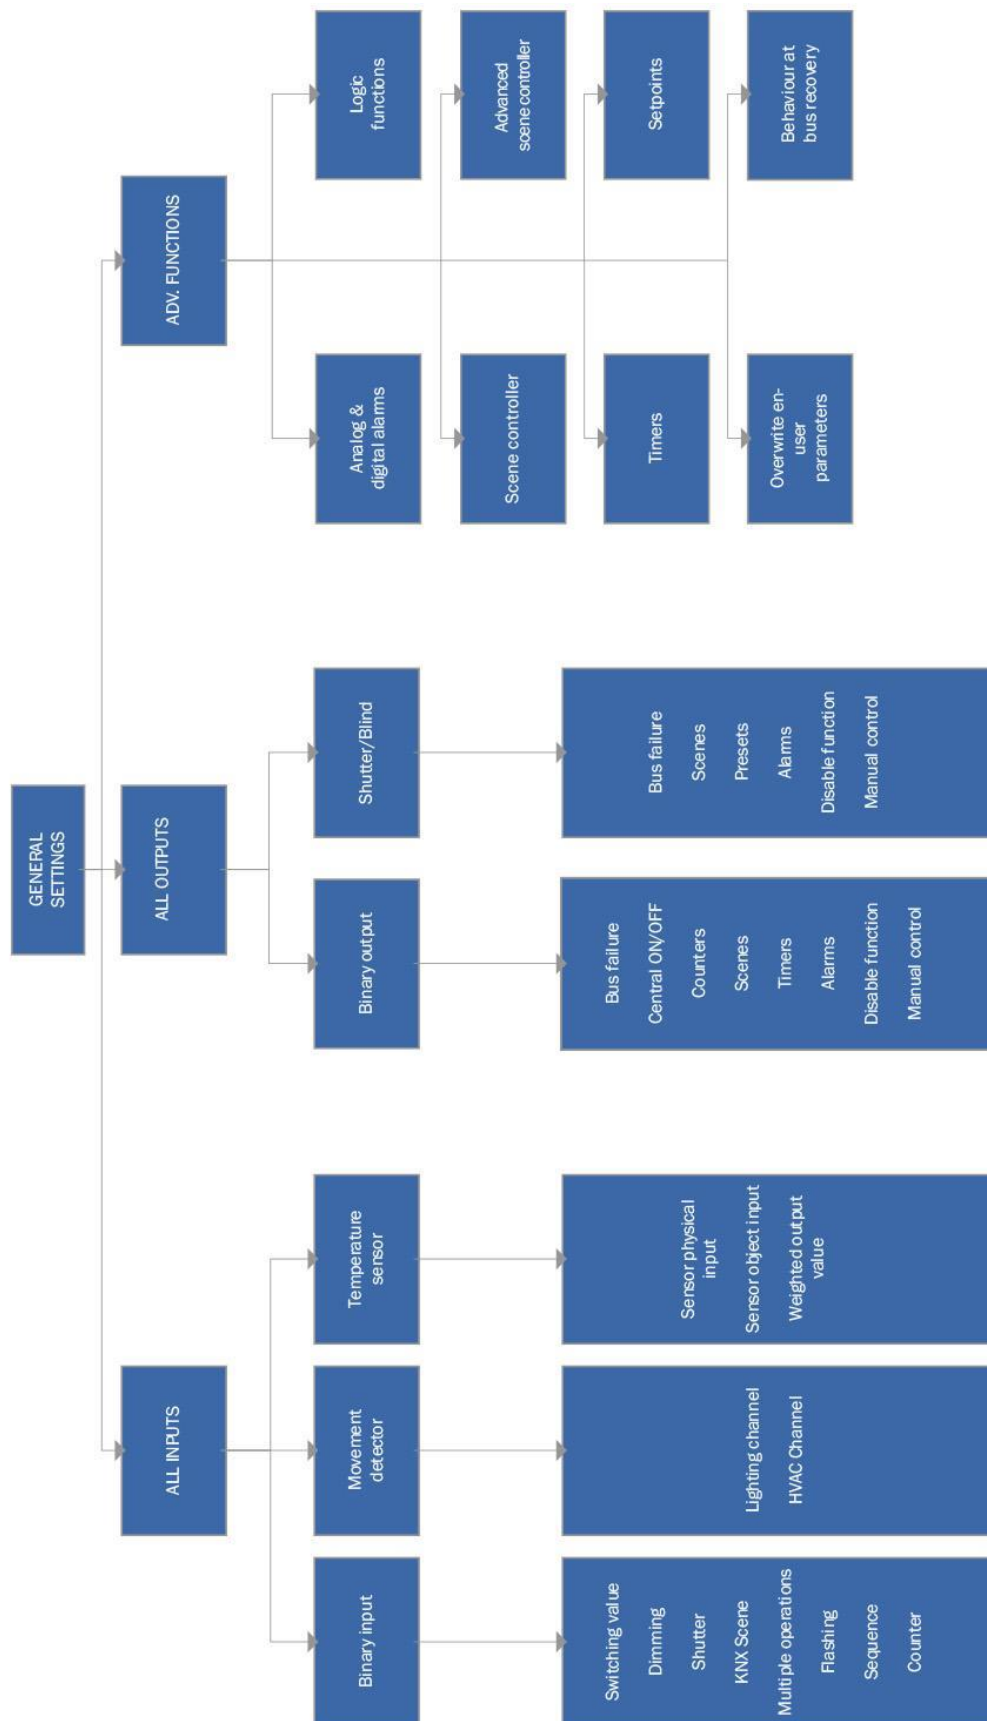 GENERAL
SETTINGS
ALL INPUTS
ALL OUTPUTS
ADV. FUNCTIONS
Binary input
Movement
detector
Temperature
sensor
Binary output
Shutter/Blind
Analog &
digital alarms
Logic
functions
Scene controller
Advanced
scene controller
Timers
Setpoints
Overwrite en-
user
parameters
Behaviour at
bus recovery
Switching value
Dimming
Shutter
KNX Scene
Multiple operations
Flashing
Sequence
Counter
Lighting channel
HVAC Channel
Sensor physical
input
Sensor object input
Weighted output
value
Bus failure
Central ON/OFF
Counters
Scenes
Timers
Alarms
Disable function
Manual control
Bus failure
Scenes
Presets
Alarms
Disable function
Manual control